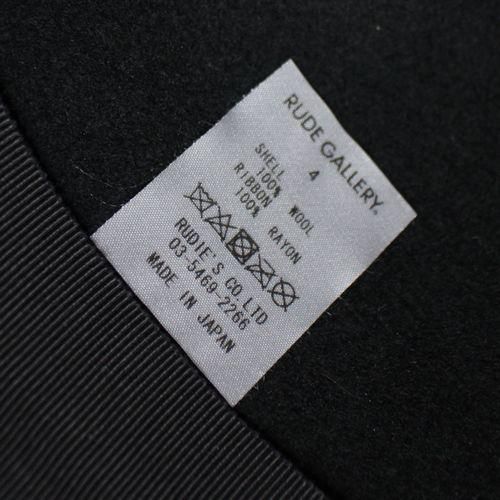 RUDE GALLERY.
4
SHELL
100% WOOL
RIBBON
100% RAYON
RUDIE'S CO.LTD
03-5469-2266
MADE IN JAPAN